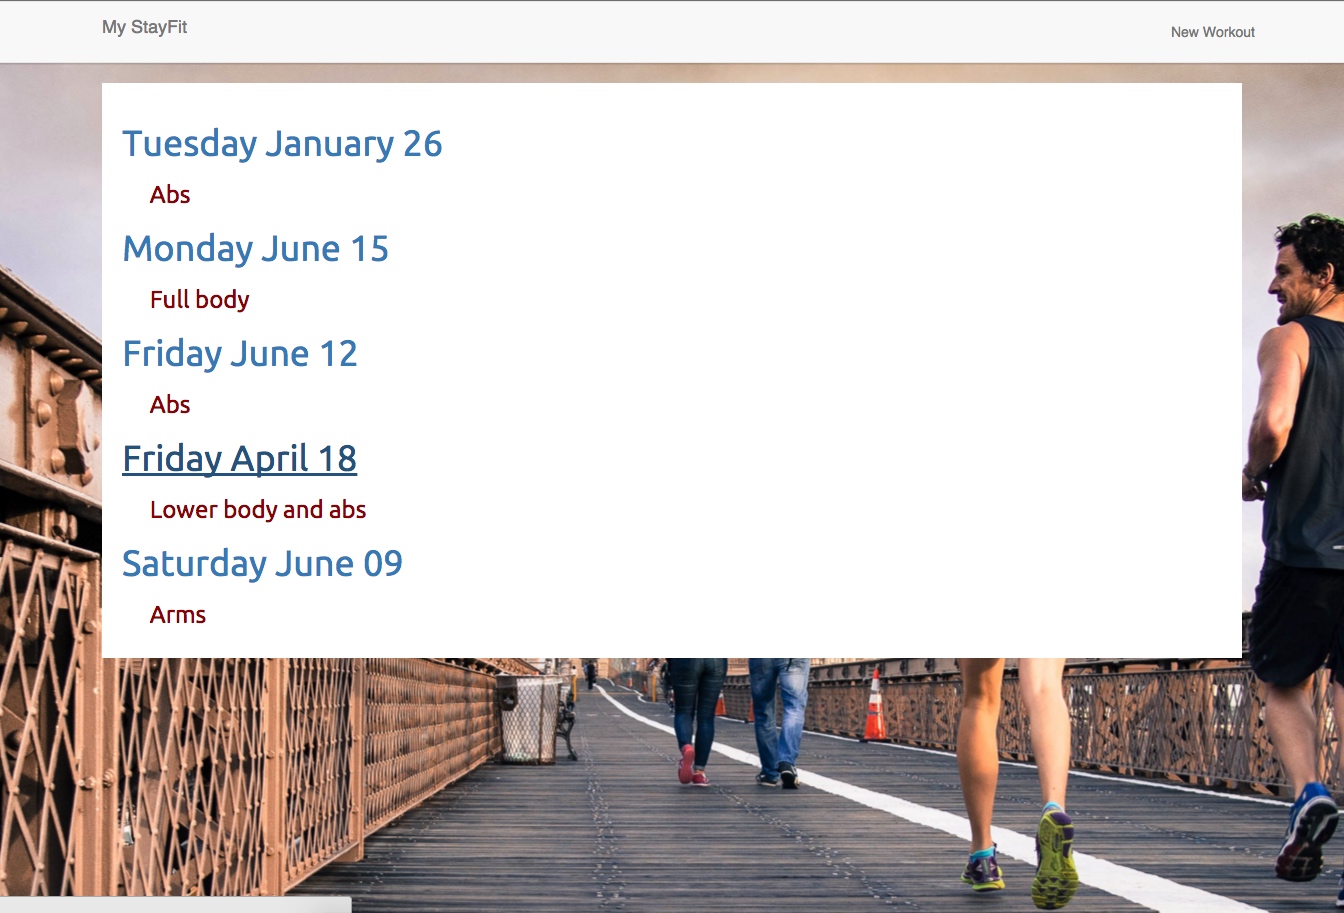 My StayFit
New Workout
Tuesday January 26
Abs
Monday June 15
Full body
Friday June 12
Abs
Friday April 18
Lower body and abs
Saturday June 09
Arms